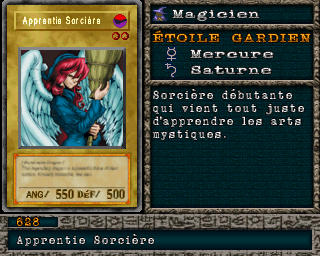 Apprentie Sorcière
ANG/ 550 DÉF/ 500
Magicien
ÉTOILE GARDIEN
Mercure
Saturne
Sorcière débutante
qui vient tout juste
d'apprendre les arts
mystiques.
628
Apprentie Sorcière